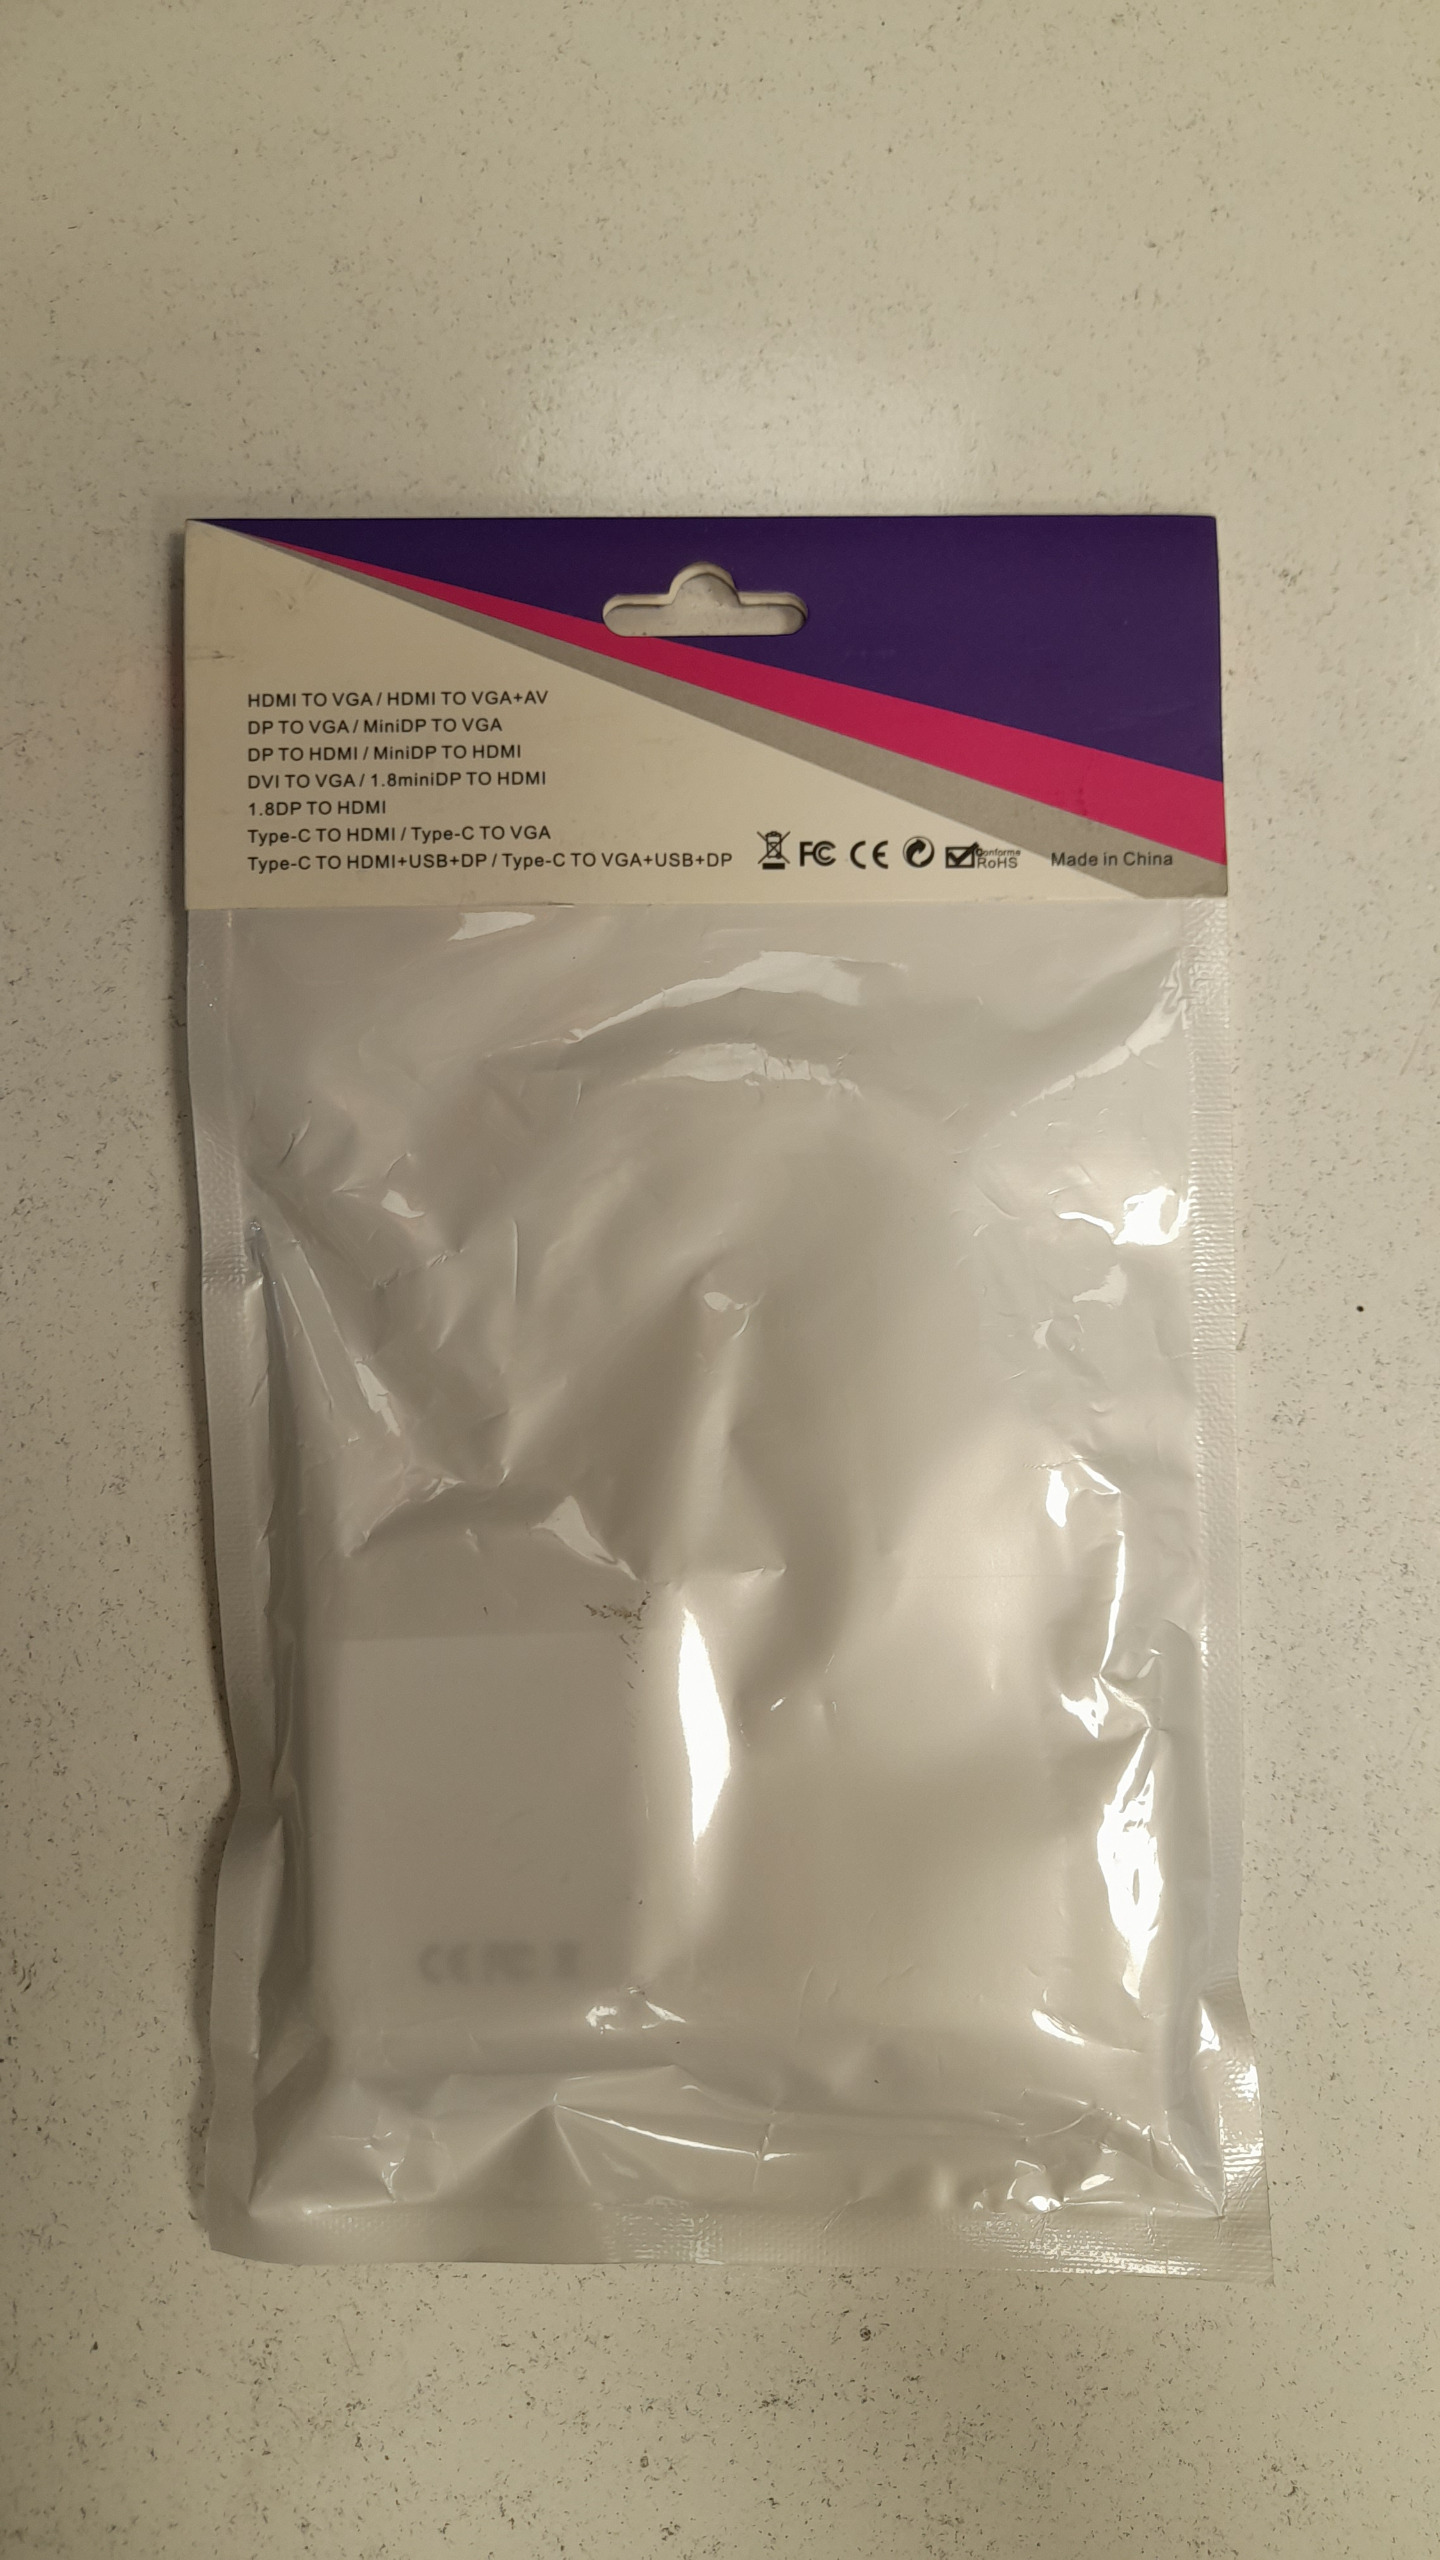 HDMI TO VGA / HDMI TO VGA+AV
DP TO VGA / MiniDP TO VGA
DP TO HDMI / MiniDP TO HDMI
DVI TO VGA / 1.8miniDP TO HDMI
1.8DP TO HDMI
Type-C TO HDMI / Type-C TO VGA
Type-C TO HDMI+USB+DP / Type-C TO VGA+USB+DP FC CE Conforme RoHS Made in China
CE